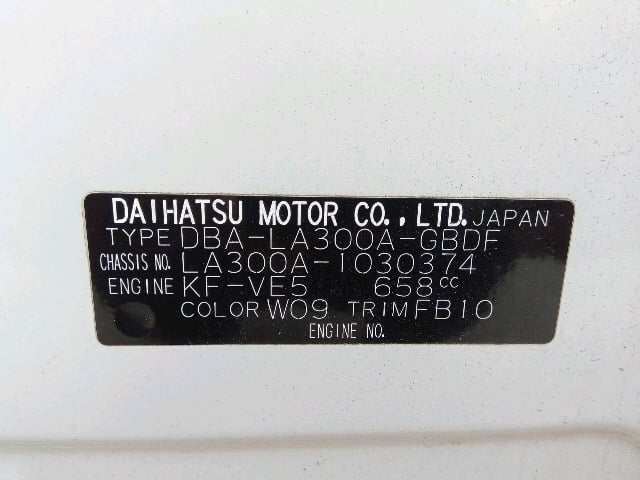 DAIHATSU MOTOR CO., LTD. JAPAN
TYPE DBA-LA300A-GBDF
CHASSIS NO. LA300A-1030374
ENGINE KF-VE5 658cc
COLOR W09 TRIM FB10
ENGINE NO.